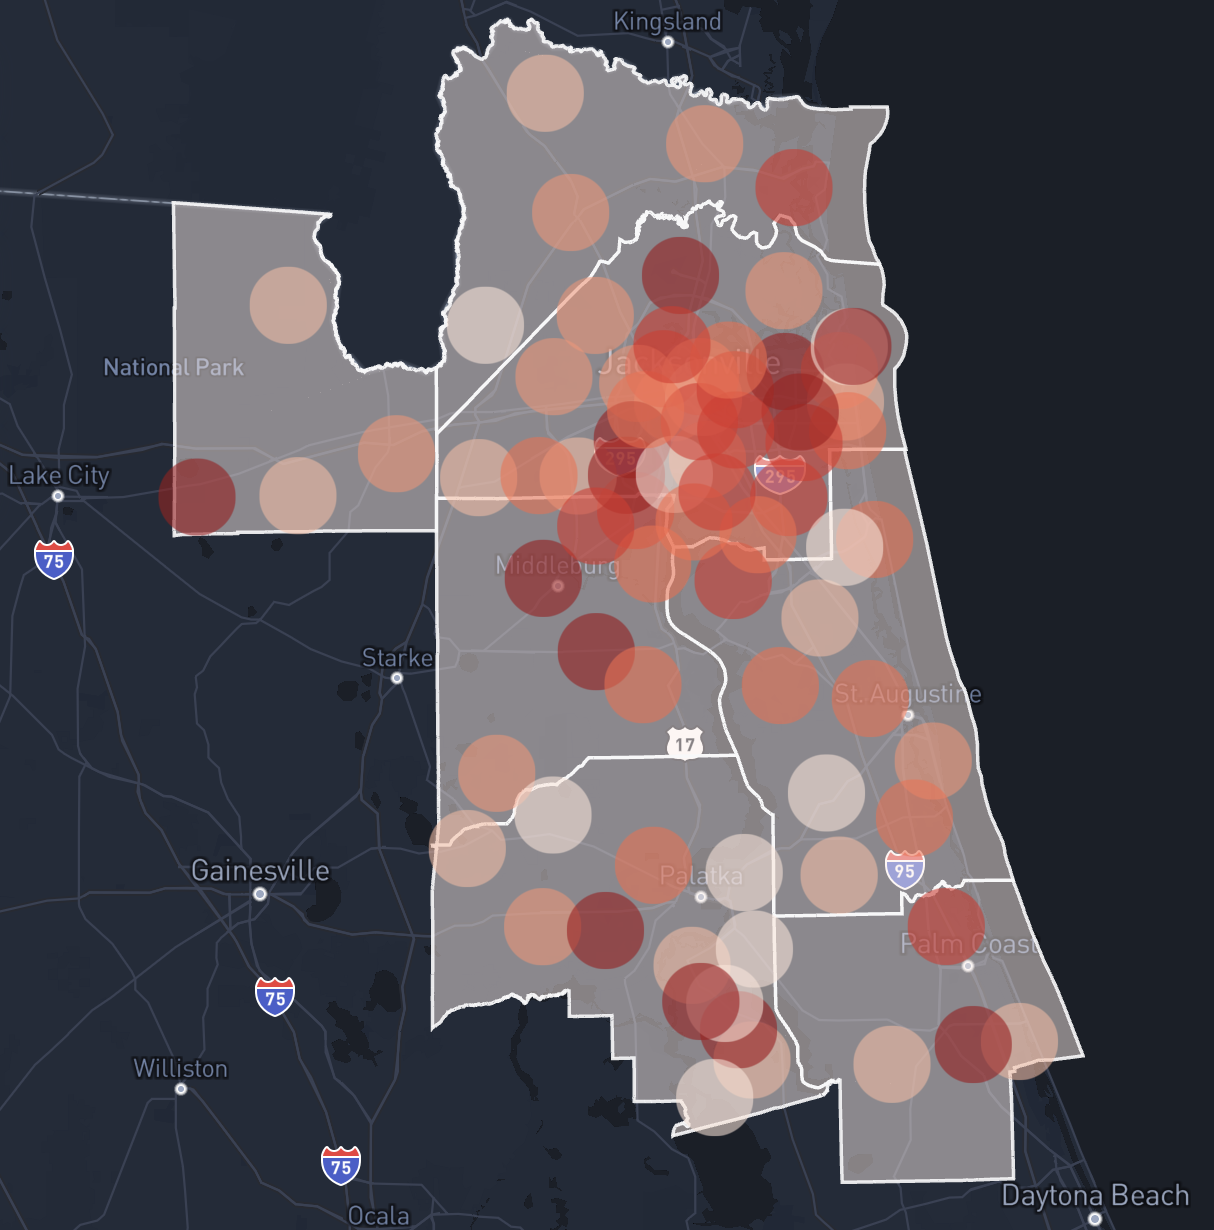 Kingsland
National Park
Jacksonville
295
295
Lake City
75
Middleburg
Starke
St. Augustine
17
Gainesville
Palatka
95
Palm Coast
75
Williston
75
Daytona Beach
Ocala